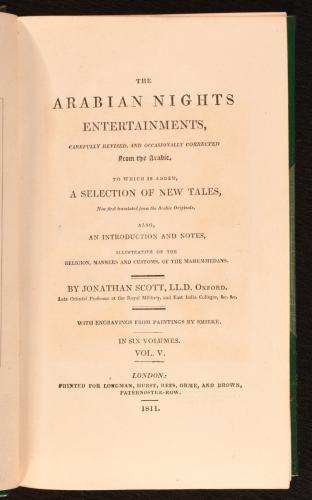 THE
ARABIAN NIGHTS
ENTERTAINMENTS,
CAREFULLY REVISED, AND OCCASIONALLY CORRECTED
From the Arabic.
TO WHICH IS ADDED,
A SELECTION OF NEW TALES,
Now first translated from the Arabic Originals.
ALSO,
AN INTRODUCTION AND NOTES,
ILLUSTRATIVE OF THE
RELIGION, MANNERS AND CUSTOMS, OF THE MAHUMMEDANS.
BY JONATHAN SCOTT, LL.D. OXFORD.
Late Oriental Professor at the Royal Military, and East India Colleges, &c. &c.
WITH ENGRAVINGS FROM PAINTINGS BY SMIRKE.
IN SIX VOLUMES.
VOL. V.
LONDON:
PRINTED FOR LONGMAN, HURST, REES, ORME, AND BROWN,
PATERNOSTER-ROW.
1811.